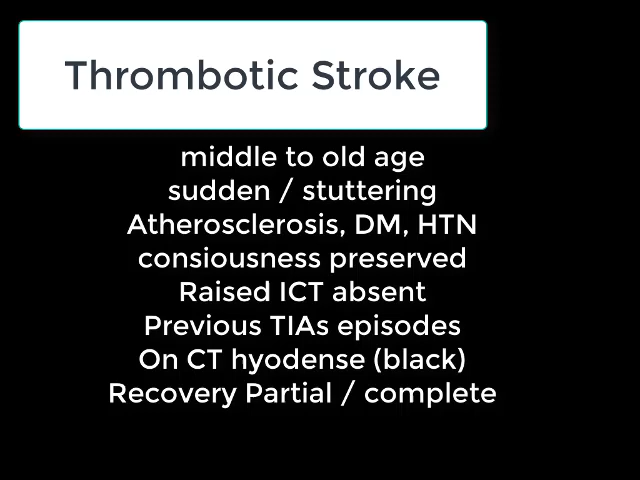 Thrombotic Stroke
middle to old age
sudden / stuttering
Atherosclerosis, DM, HTN
consiousness preserved
Raised ICT absent
Previous TIAs episodes
On CT hyodense (black)
Recovery Partial / complete